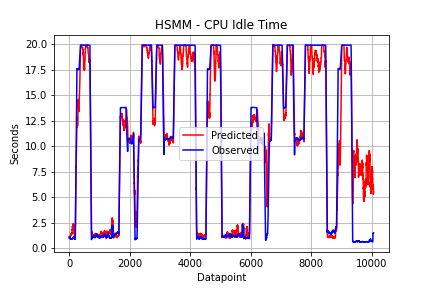 HSMM - CPU Idle Time
20.0
17.5
15.0
12.5
10.0
7.5
5.0
2.5
0.0
Seconds
Predicted
Observed
0 2000 4000 6000 8000 10000
Datapoint